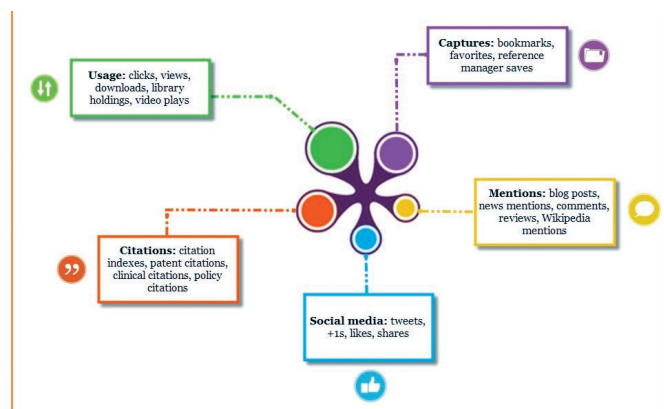 Usage: clicks, views,
downloads, library
holdings, video plays
Captures: bookmarks,
favorites, reference
manager saves
Mentions: blog posts,
news mentions, comments,
reviews, Wikipedia
mentions
Citations: citation
indexes, patent citations,
clinical citations, policy
citations
Social media: tweets,
+1s, likes, shares